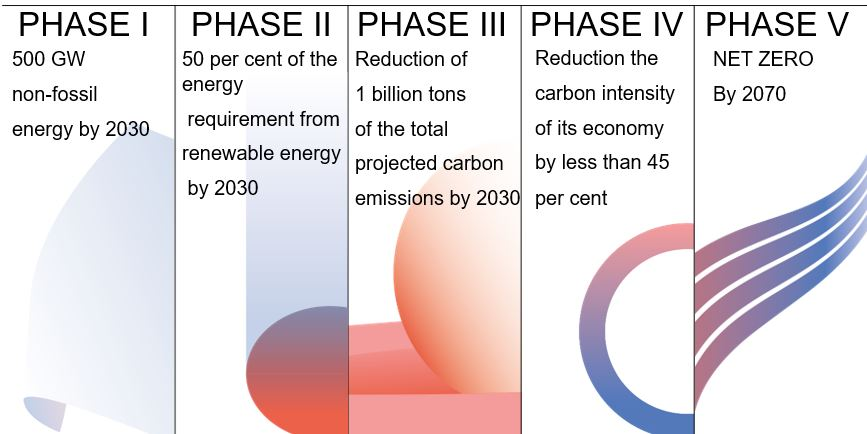 PHASE I
500 GW
non-fossil
energy by 2030
PHASE II
50 per cent of the
energy
requirement from
renewable energy
by 2030
PHASE III
Reduction of
1 billion tons
of the total
projected carbon
emissions by 2030
PHASE IV
Reduction the
carbon intensity
of its economy
by less than 45
per cent
PHASE V
NET ZERO
By 2070